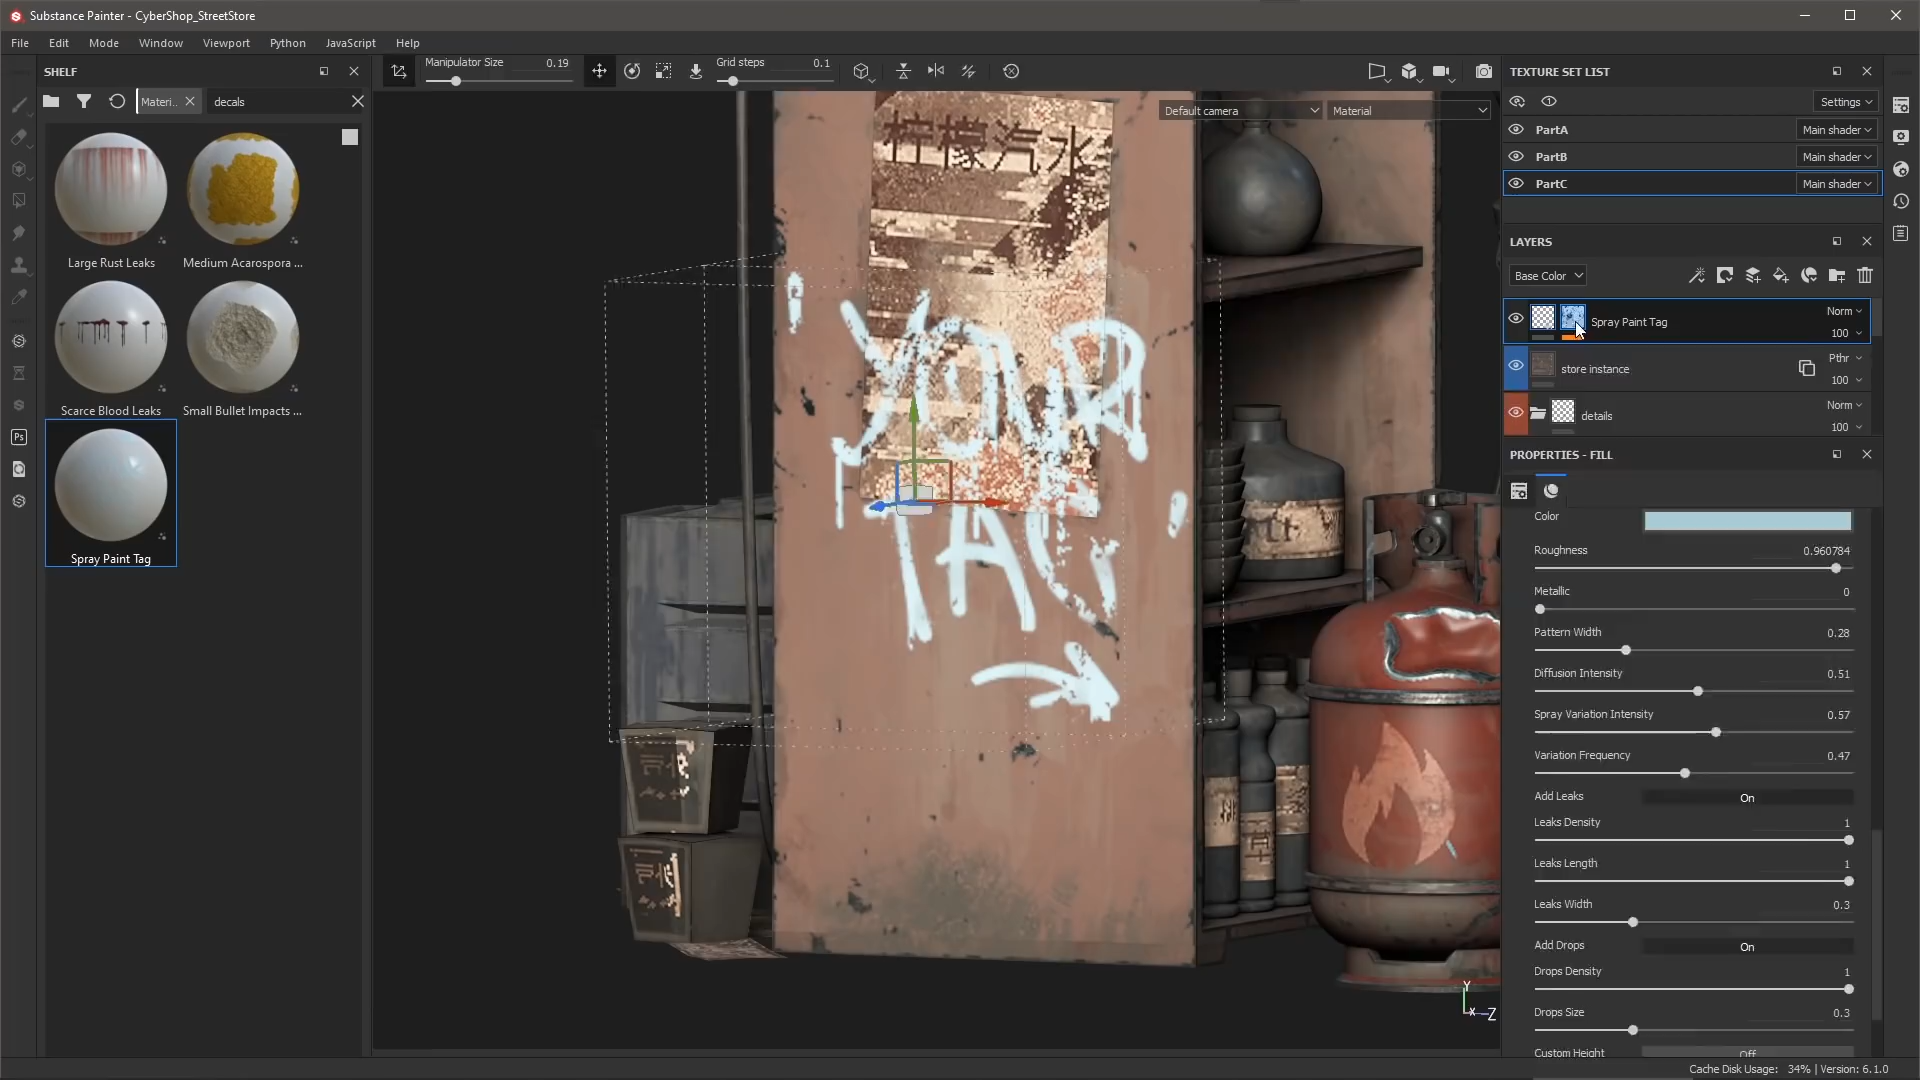 Substance Painter - CyberShop_StreetStore
File Edit Mode Window Viewport Python JavaScript Help
SHELF
Materi.. decals
Large Rust Leaks
Medium Acarospora ...
Scarce Blood Leaks
Small Bullet Impacts ...
Spray Paint Tag
Ps
Manipulator Size 0.19
Grid steps 0.1
Default camera
Material
柠檬汽水
YOUR
TAG
Y
X
Z
TEXTURE SET LIST
Settings
PartA Main shader
PartB Main shader
PartC Main shader
LAYERS
Base Color
Spray Paint Tag Norm 100
store instance Pthr 100
details Norm 100
PROPERTIES - FILL
Color
Roughness 0.960784
Metallic 0
Pattern Width 0.28
Diffusion Intensity 0.51
Spray Variation Intensity 0.57
Variation Frequency 0.47
Add Leaks On
Leaks Density 1
Leaks Length 1
Leaks Width 0.3
Add Drops On
Drops Density 1
Drops Size 0.3
Custom Height Off
Cache Disk Usage: 34% | Version: 6.1.0